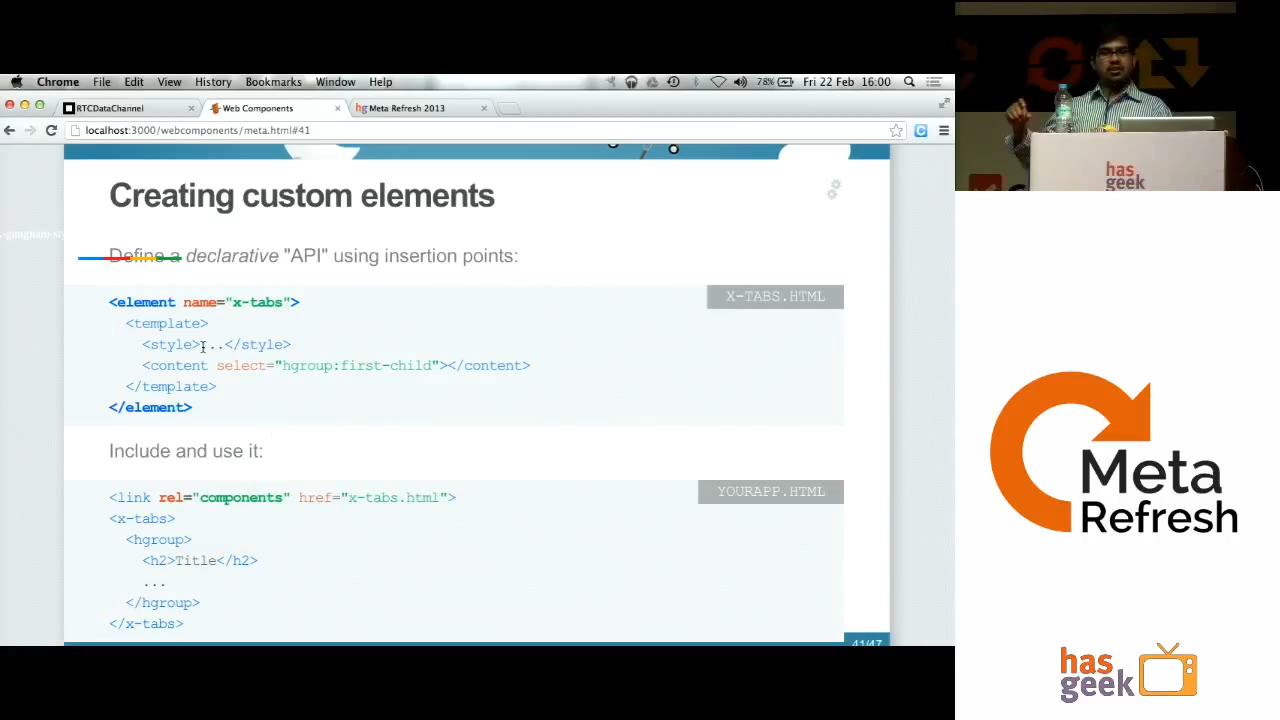 Chrome File Edit View History Bookmarks Window Help 78% Fri 22 Feb 16:00
RTCDataChannel Web Components hg Meta Refresh 2013
localhost:3000/webcomponents/meta.html#41
Creating custom elements
Define a declarative "API" using insertion points:
X-TABS.HTML
<element name="x-tabs">
<template>
<style>...</style>
<content select="hgroup:first-child"></content>
</template>
</element>
Include and use it:
YOURAPP.HTML
<link rel="components" href="x-tabs.html">
<x-tabs>
<hgroup>
<h2>Title</h2>
...
</hgroup>
</x-tabs>
41/47
has
geek
Meta
Refresh
has
geek